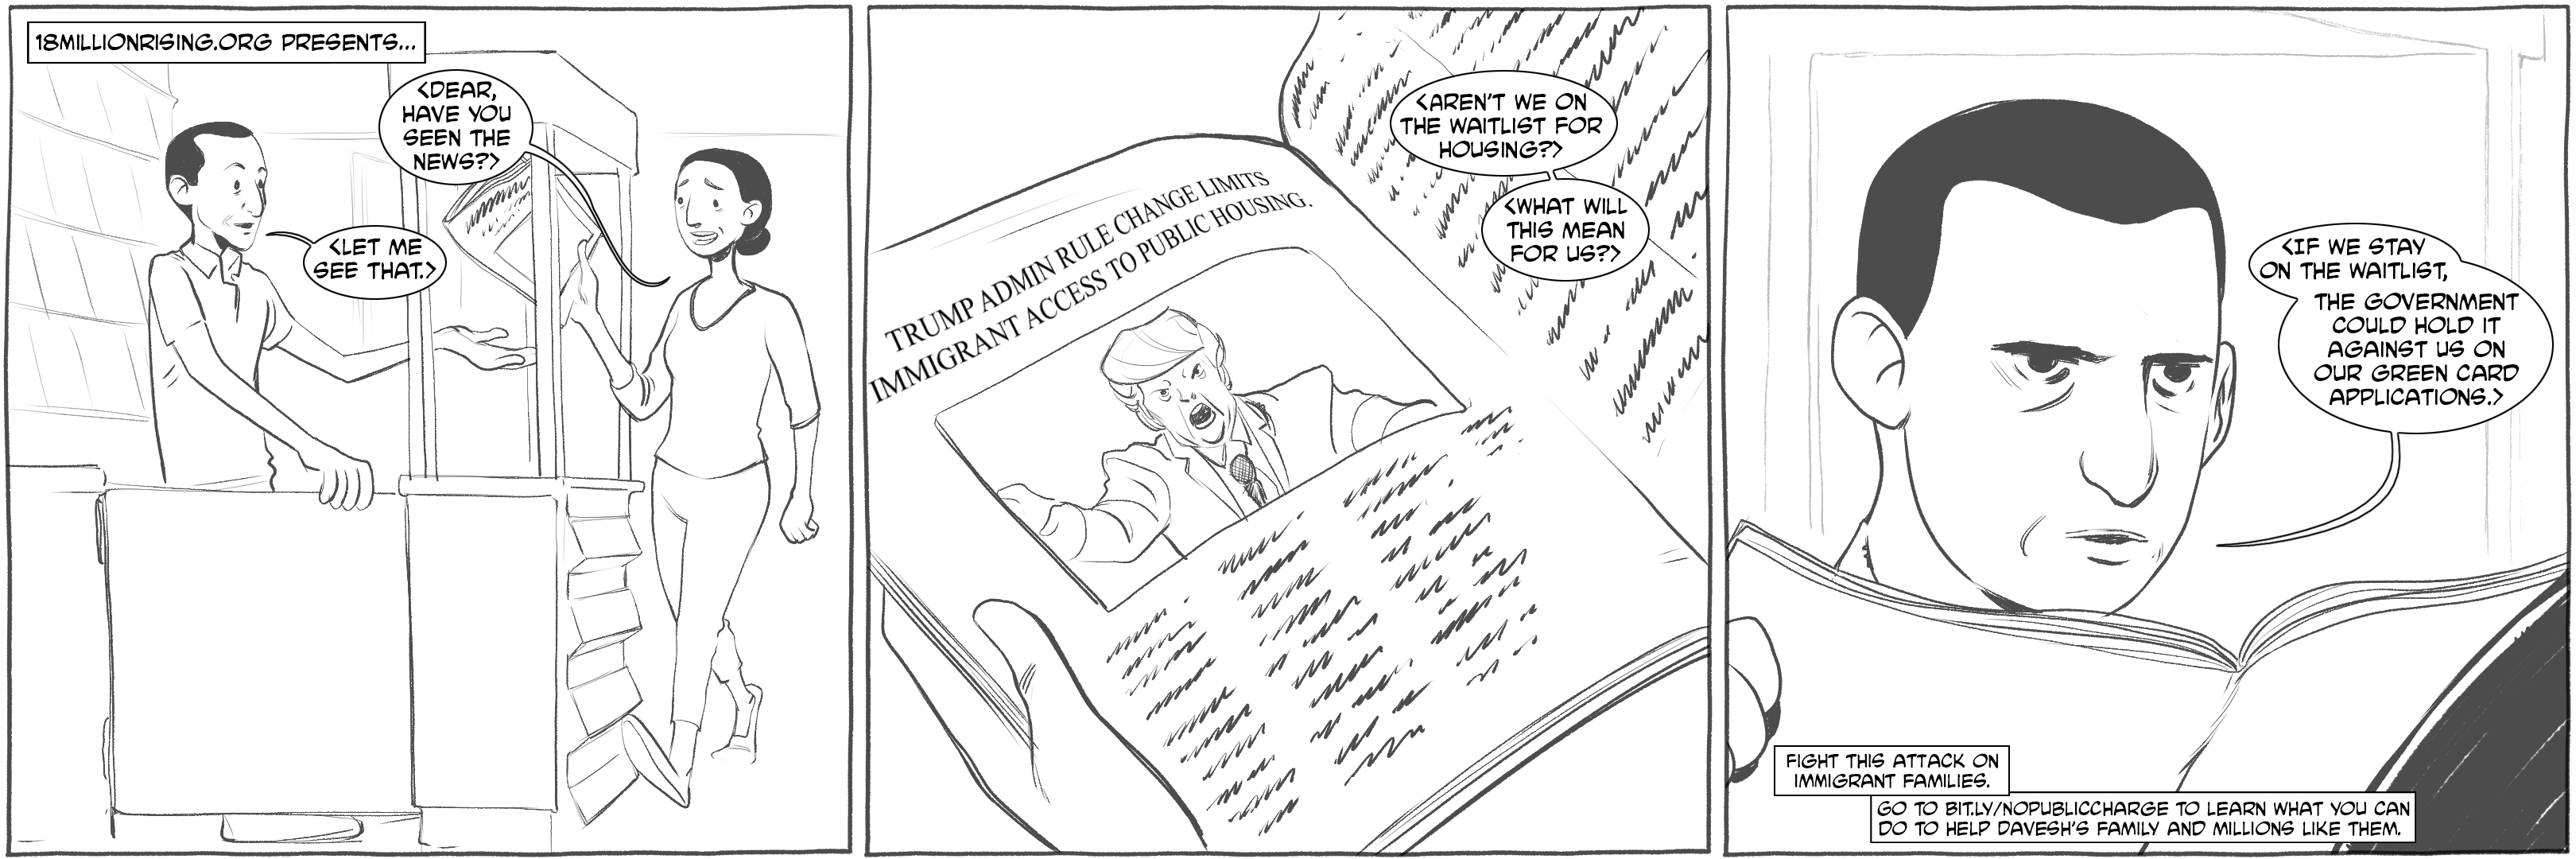 18MILLIONRISING.ORG PRESENTS...
<DEAR,
HAVE YOU
SEEN THE
NEWS?>
<LET ME
SEE THAT.>
<AREN'T WE ON
THE WAITLIST FOR
HOUSING?>
<WHAT WILL
THIS MEAN
FOR US?>
TRUMP ADMIN RULE CHANGE LIMITS
IMMIGRANT ACCESS TO PUBLIC HOUSING.
<IF WE STAY
ON THE WAITLIST,
THE GOVERNMENT
COULD HOLD IT
AGAINST US ON
OUR GREEN CARD
APPLICATIONS.>
FIGHT THIS ATTACK ON
IMMIGRANT FAMILIES.
GO TO BIT.LY/NOPUBLICCHARGE TO LEARN WHAT YOU CAN
DO TO HELP DAVESH'S FAMILY AND MILLIONS LIKE THEM.